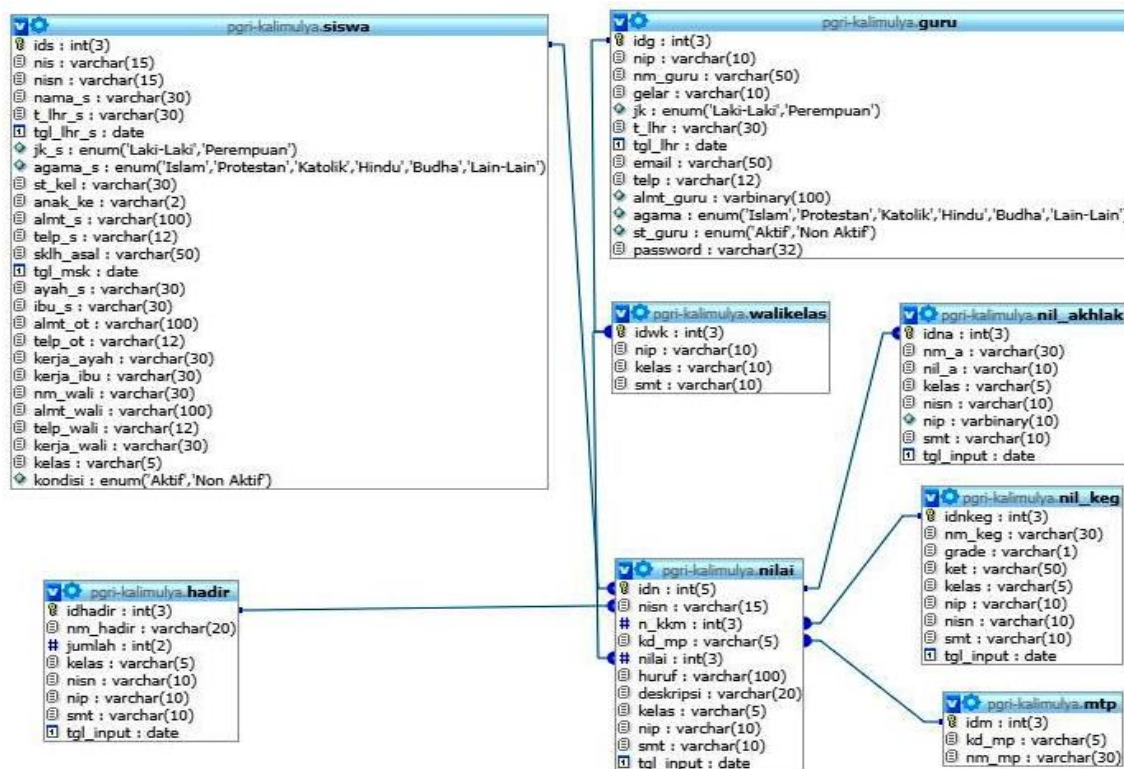 pgri-kalimulya.siswa
ids : int(3)
nis : varchar(15)
nisn : varchar(15)
nama_s : varchar(30)
t_lhr_s : varchar(30)
tgl_lhr_s : date
jk_s : enum('Laki-Laki','Perempuan')
agama_s : enum('Islam','Protestan','Katolik','Hindu','Budha','Lain-Lain')
st_kel : varchar(30)
anak_ke : varchar(2)
almt_s : varchar(100)
telp_s : varchar(12)
sklh_asal : varchar(50)
tgl_msk : date
ayah_s : varchar(30)
ibu_s : varchar(30)
almt_ot : varchar(100)
telp_ot : varchar(12)
kerja_ayah : varchar(30)
kerja_ibu : varchar(30)
nm_wali : varchar(30)
almt_wali : varchar(100)
telp_wali : varchar(12)
kerja_wali : varchar(30)
kelas : varchar(5)
kondisi : enum('Aktif','Non Aktif')
pgri-kalimulya.guru
idg : int(3)
nip : varchar(10)
nm_guru : varchar(50)
gelar : varchar(10)
jk : enum('Laki-Laki','Perempuan')
t_lhr : varchar(30)
tgl_lhr : date
email : varchar(50)
telp : varchar(12)
almt_guru : varbinary(100)
agama : enum('Islam','Protestan','Katolik','Hindu','Budha','Lain-Lain')
st_guru : enum('Aktif','Non Aktif')
password : varchar(32)
pgri-kalimulya.walikelas
idwk : int(3)
nip : varchar(10)
kelas : varchar(10)
smt : varchar(10)
pgri-kalimulya.nil_akhlak
idna : int(3)
nm_a : varchar(30)
nil_a : varchar(10)
kelas : varchar(5)
nisn : varchar(10)
nip : varbinary(10)
smt : varchar(10)
tgl_input : date
pgri-kalimulya.nil_keg
idnkeg : int(3)
nm_keg : varchar(30)
grade : varchar(1)
ket : varchar(50)
kelas : varchar(5)
nip : varchar(10)
nisn : varchar(10)
smt : varchar(10)
tgl_input : date
pgri-kalimulya.hadir
idhadir : int(3)
nm_hadir : varchar(20)
# jumlah : int(2)
kelas : varchar(5)
nisn : varchar(10)
nip : varchar(10)
smt : varchar(10)
tgl_input : date
pgri-kalimulya.nilai
idn : int(5)
nisn : varchar(15)
# n_kkm : int(3)
kd_mp : varchar(5)
# nilai : int(3)
huruf : varchar(100)
deskripsi : varchar(20)
kelas : varchar(5)
nip : varchar(10)
smt : varchar(10)
tgl_input : date
pgri-kalimulya.mtp
idm : int(3)
kd_mp : varchar(5)
nm_mp : varchar(30)